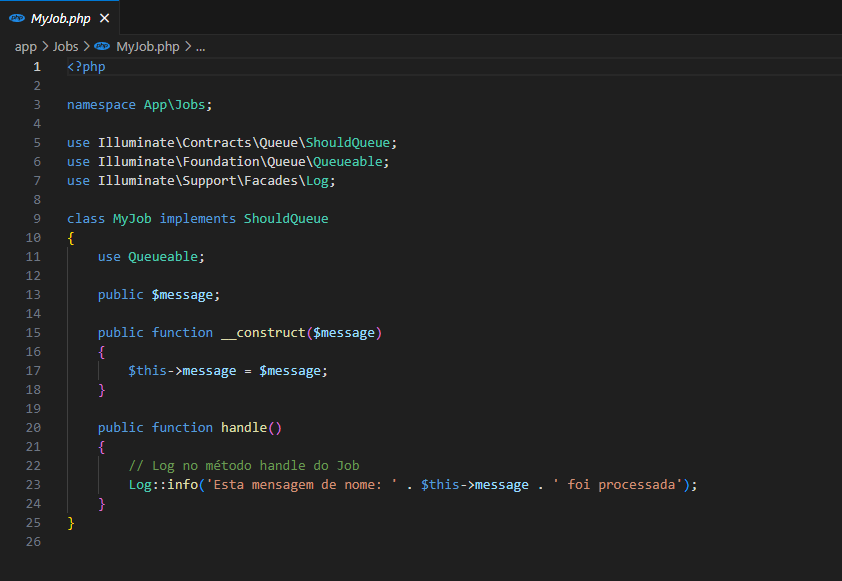 MyJob.php
app > Jobs > MyJob.php > ...
1 <?php
2
3 namespace App\Jobs;
4
5 use Illuminate\Contracts\Queue\ShouldQueue;
6 use Illuminate\Foundation\Queue\Queueable;
7 use Illuminate\Support\Facades\Log;
8
9 class MyJob implements ShouldQueue
10 {
11     use Queueable;
12
13     public $message;
14
15     public function __construct($message)
16     {
17         $this->message = $message;
18     }
19
20     public function handle()
21     {
22         // Log no método handle do Job
23         Log::info('Esta mensagem de nome: ' . $this->message . ' foi processada');
24     }
25 }
26